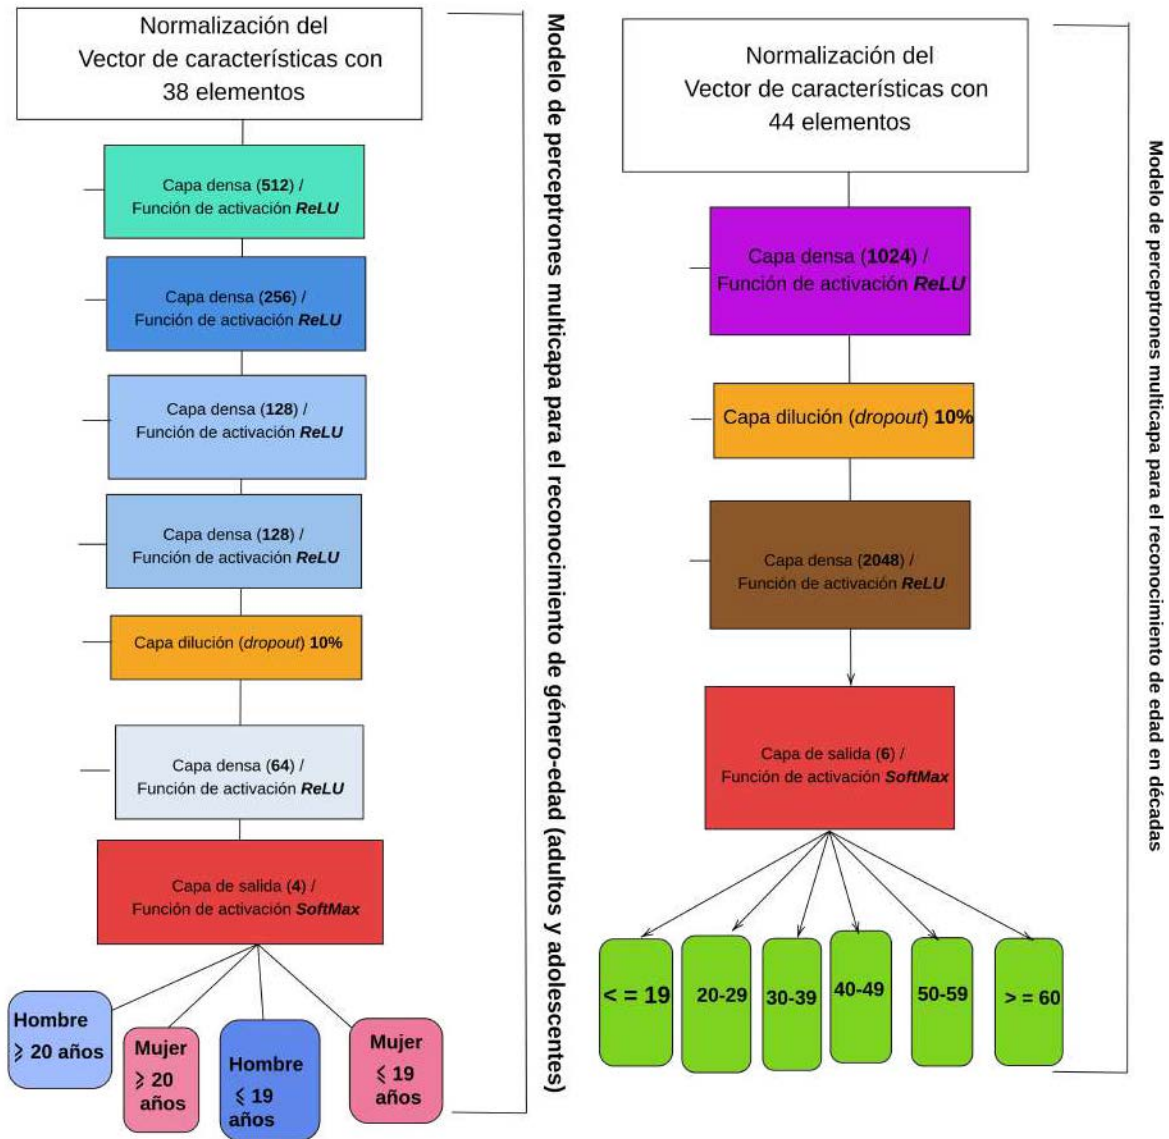 Normalización del
Vector de características con
38 elementos
Capa densa (512) /
Función de activación ReLU
Capa densa (256) /
Función de activación ReLU
Capa densa (128) /
Función de activación ReLU
Capa densa (128) /
Función de activación ReLU
Capa dilución (dropout) 10%
Capa densa (64) /
Función de activación ReLU
Capa de salida (4) /
Función de activación SoftMax
Hombre
⩾ 20 años
Mujer
⩾ 20
años
Hombre
⩽ 19
años
Mujer
⩽ 19
años
Modelo de perceptrones multicapa para el reconocimiento de género-edad (adultos y adolescentes)
Normalización del
Vector de características con
44 elementos
Capa densa (1024) /
Función de activación ReLU
Capa dilución (dropout) 10%
Capa densa (2048) /
Función de activación ReLU
Capa de salida (6) /
Función de activación SoftMax
< = 19
20-29
30-39
40-49
50-59
> = 60
Modelo de perceptrones multicapa para el reconocimiento de edad en décadas